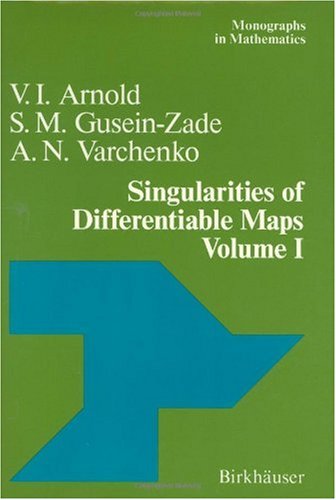 Monographs
in Mathematics
V. I. Arnold
S. M. Gusein-Zade
A. N. Varchenko
Singularities of
Differentiable Maps
Volume I
Birkhäuser